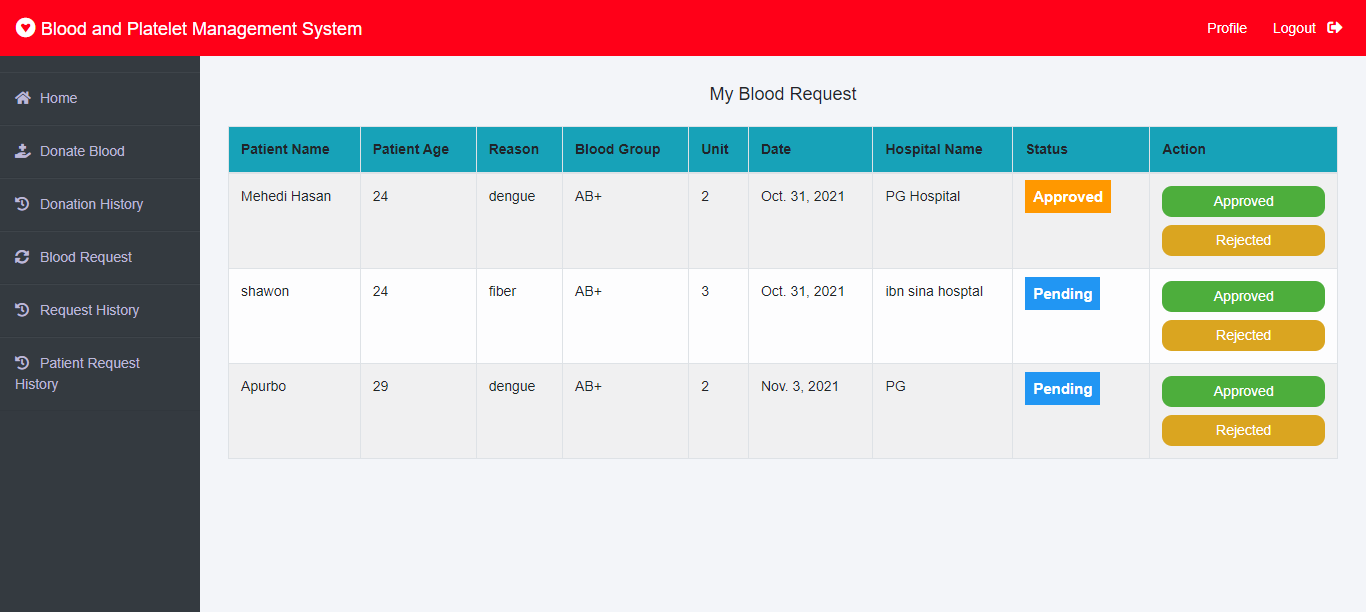 Blood and Platelet Management System
Profile
Logout
Home
Donate Blood
Donation History
Blood Request
Request History
Patient Request
History
My Blood Request
Patient Name Patient Age Reason Blood Group Unit Date Hospital Name Status Action
Mehedi Hasan 24 dengue AB+ 2 Oct. 31, 2021 PG Hospital Approved Approved
Rejected
shawon 24 fiber AB+ 3 Oct. 31, 2021 ibn sina hosptal Pending Approved
Rejected
Apurbo 29 dengue AB+ 2 Nov. 3, 2021 PG Pending Approved
Rejected